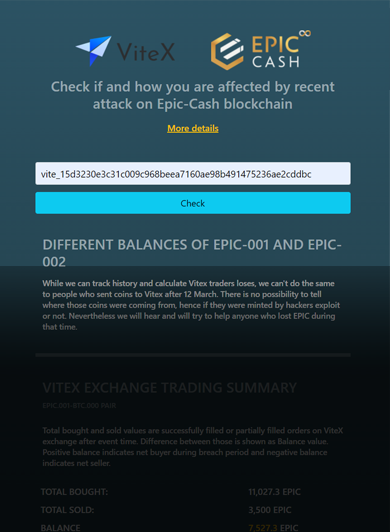 ViteX
EPIC
CASH
Check if and how you are affected by recent
attack on Epic-Cash blockchain
More details
vite_15d3230e3c31c009c968beea7160ae98b491475236ae2cddbc
Check
DIFFERENT BALANCES OF EPIC-001 AND EPIC-
002
While we can track history and calculate Vitex traders loses, we can't do the same
to people who sent coins to Vitex after 12 March. There is no possibility to tell
where those coins were coming from, hence if they were minted by hackers exploit
or not. Nevertheless we will hear and will try to help anyone who lost EPIC during
that time.
VITEX EXCHANGE TRADING SUMMARY
EPIC-001-BTC-000 PAIR
Total bought and sold values are successfully filled or partially filled orders on ViteX
exchange after event time. Difference between those is shown as Balance value.
Positive balance indicates net buyer during breach period and negative balance
indicates net seller.
TOTAL BOUGHT: 11,027.3 EPIC
TOTAL SOLD: 3,500 EPIC
BALANCE 7,527.3 EPIC